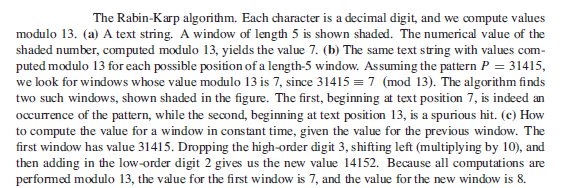 The Rabin-Karp algorithm. Each character is a decimal digit, and we compute values
modulo 13. (a) A text string. A window of length 5 is shown shaded. The numerical value of the
shaded number, computed modulo 13, yields the value 7. (b) The same text string with values com-
puted modulo 13 for each possible position of a length-5 window. Assuming the pattern P = 31415,
we look for windows whose value modulo 13 is 7, since 31415 ≡ 7 (mod 13). The algorithm finds
two such windows, shown shaded in the figure. The first, beginning at text position 7, is indeed an
occurrence of the pattern, while the second, beginning at text position 13, is a spurious hit. (c) How
to compute the value for a window in constant time, given the value for the previous window. The
first window has value 31415. Dropping the high-order digit 3, shifting left (multiplying by 10), and
then adding in the low-order digit 2 gives us the new value 14152. Because all computations are
performed modulo 13, the value for the first window is 7, and the value for the new window is 8.